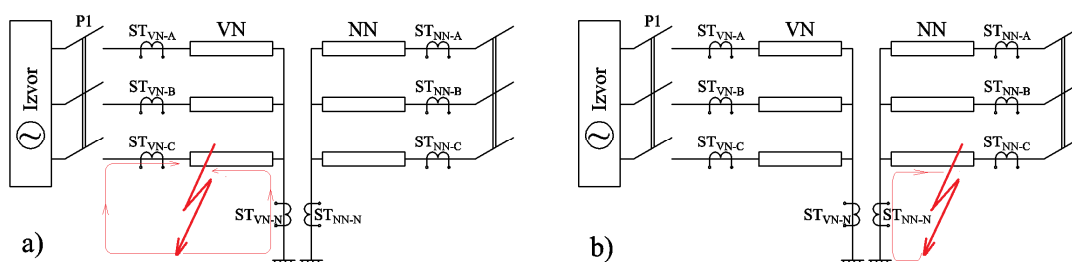 P1
ST_VN-A
VN
NN
ST_NN-A
Izvor
ST_VN-B
ST_NN-B
ST_VN-C
ST_NN-C
ST_VN-N
ST_NN-N
a)
P1
ST_VN-A
VN
NN
ST_NN-A
Izvor
ST_VN-B
ST_NN-B
ST_VN-C
ST_NN-C
ST_VN-N
ST_NN-N
b)